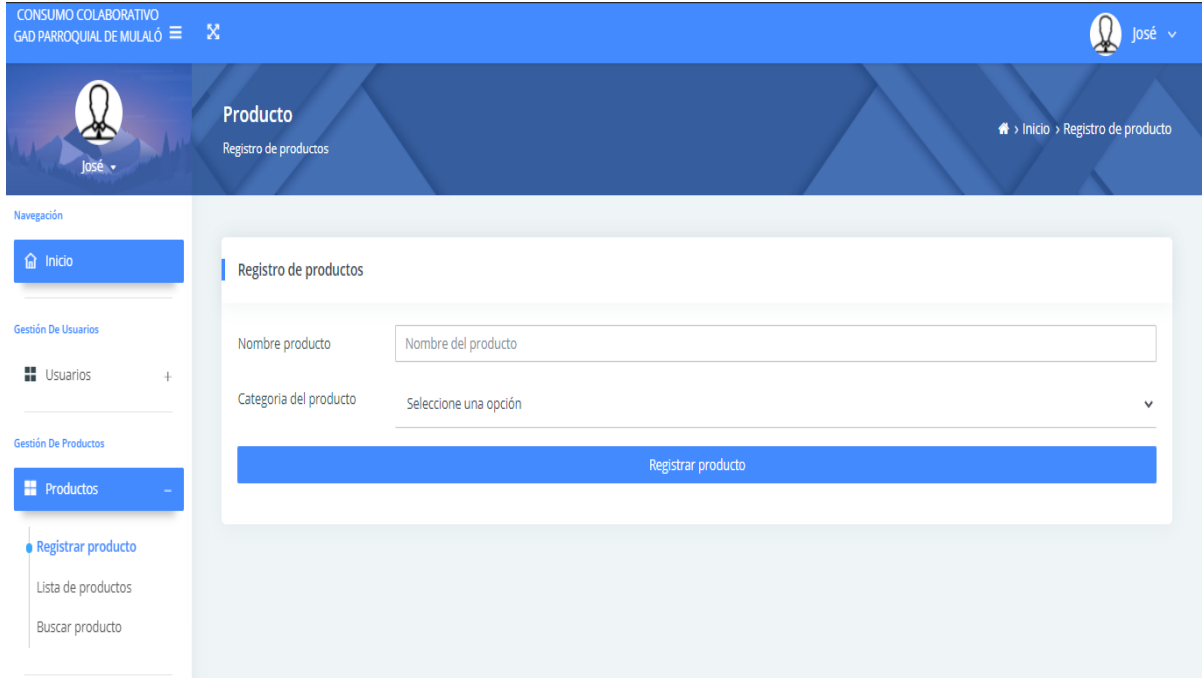 CONSUMO COLABORATIVO
GAD PARROQUIAL DE MULALÓ
José
José
Producto
Registro de productos
Inicio › Registro de producto
Navegación
Inicio
Gestión De Usuarios
Usuarios
Gestión De Productos
Productos
Registrar producto
Lista de productos
Buscar producto
Registro de productos
Nombre producto
Nombre del producto
Categoria del producto
Seleccione una opción
Registrar producto